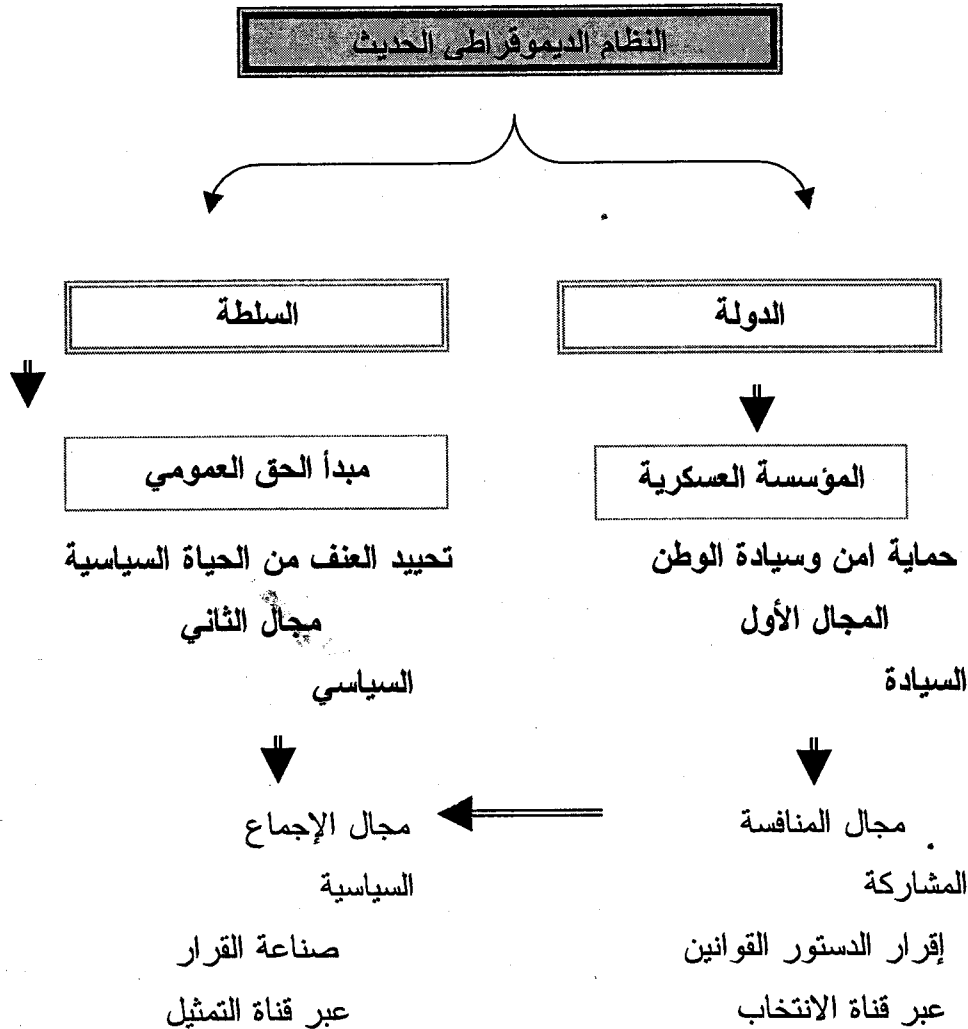 النظام الديموقراطى الحديث
الدولة
السلطة
المؤسسة العسكرية
مبدأ الحق العمومي
حماية امن وسيادة الوطن
تحييد العنف من الحياة السياسية
المجال الأول
مجال الثاني
السيادة
السياسي
مجال المنافسة
مجال الإجماع
المشاركة
السياسية
إقرار الدستور القوانين
صناعة القرار
عبر قناة الانتخاب
عبر قناة التمثيل